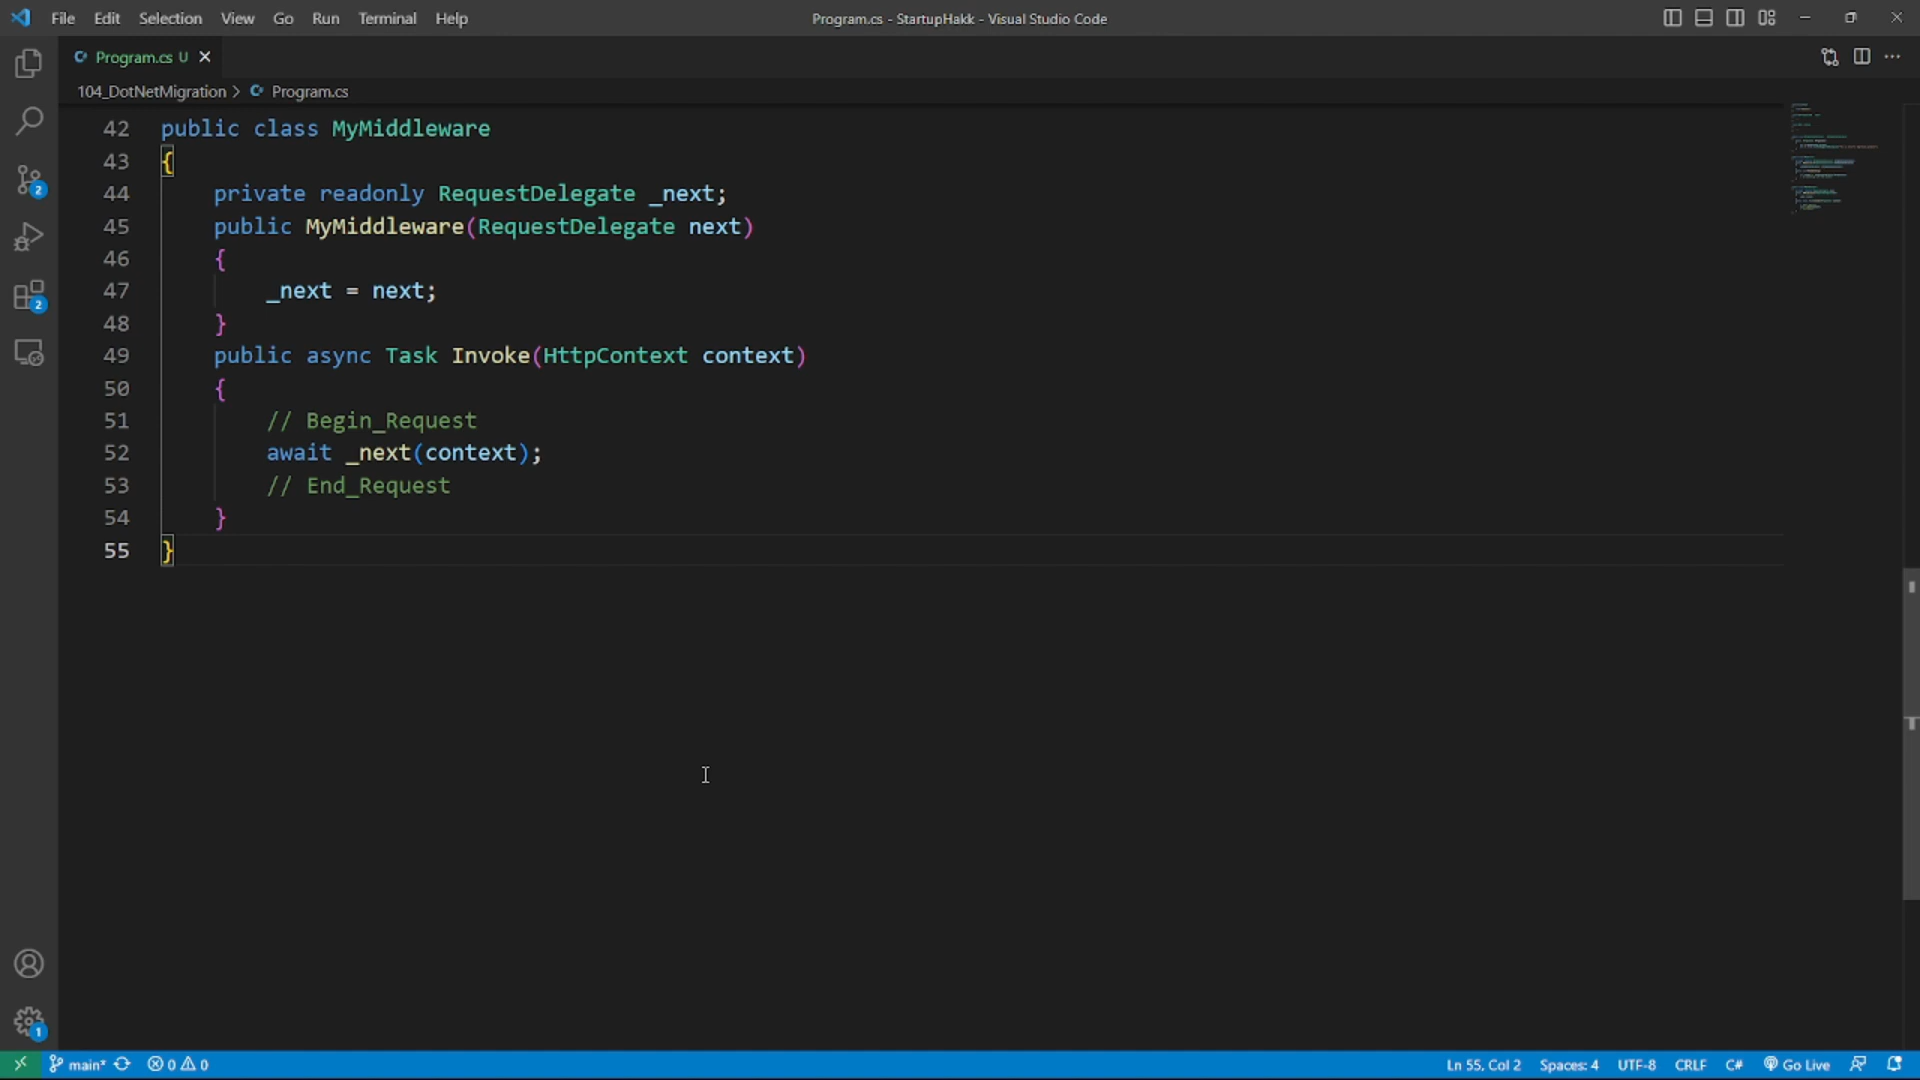 File Edit Selection View Go Run Terminal Help Program.cs - StartupHakk - Visual Studio Code
Program.cs U
104_DotNetMigration > Program.cs
42 public class MyMiddleware
43 {
44 private readonly RequestDelegate _next;
45 public MyMiddleware(RequestDelegate next)
46 {
47 _next = next;
48 }
49 public async Task Invoke(HttpContext context)
50 {
51 // Begin_Request
52 await _next(context);
53 // End_Request
54 }
55 }
2
2
1
main* 0 0 Ln 55, Col 2 Spaces: 4 UTF-8 CRLF C# Go Live